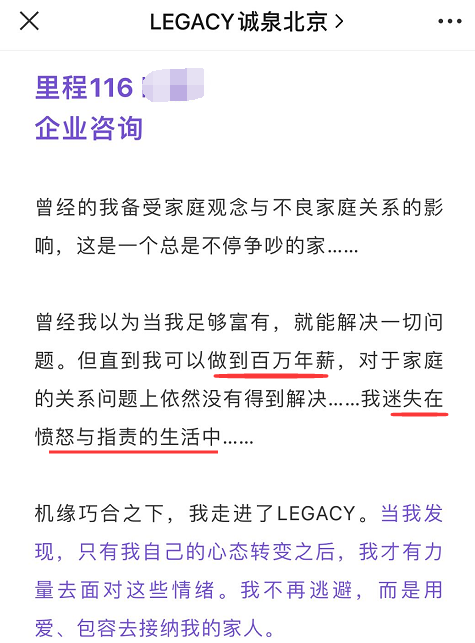 LEGACY诚泉北京
里程116
企业咨询
曾经的我备受家庭观念与不良家庭关系的影
响，这是一个总是不停争吵的家……
曾经我以为当我足够富有，就能解决一切问
题。但直到我可以做到百万年薪，对于家庭
的关系问题上依然没有得到解决……我迷失在
愤怒与指责的生活中……
机缘巧合之下，我走进了LEGACY。当我发
现，只有我自己的心态转变之后，我才有力
量去面对这些情绪。我不再逃避，而是用
爱、包容去接纳我的家人。